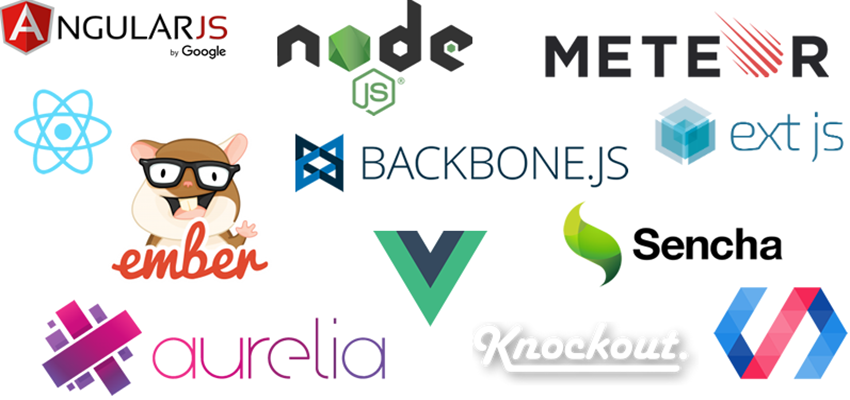 ANGULARJS
by Google
node
JS®
METEOR
ext js
BACKBONE.JS
ember
Sencha
aurelia
Knockout.